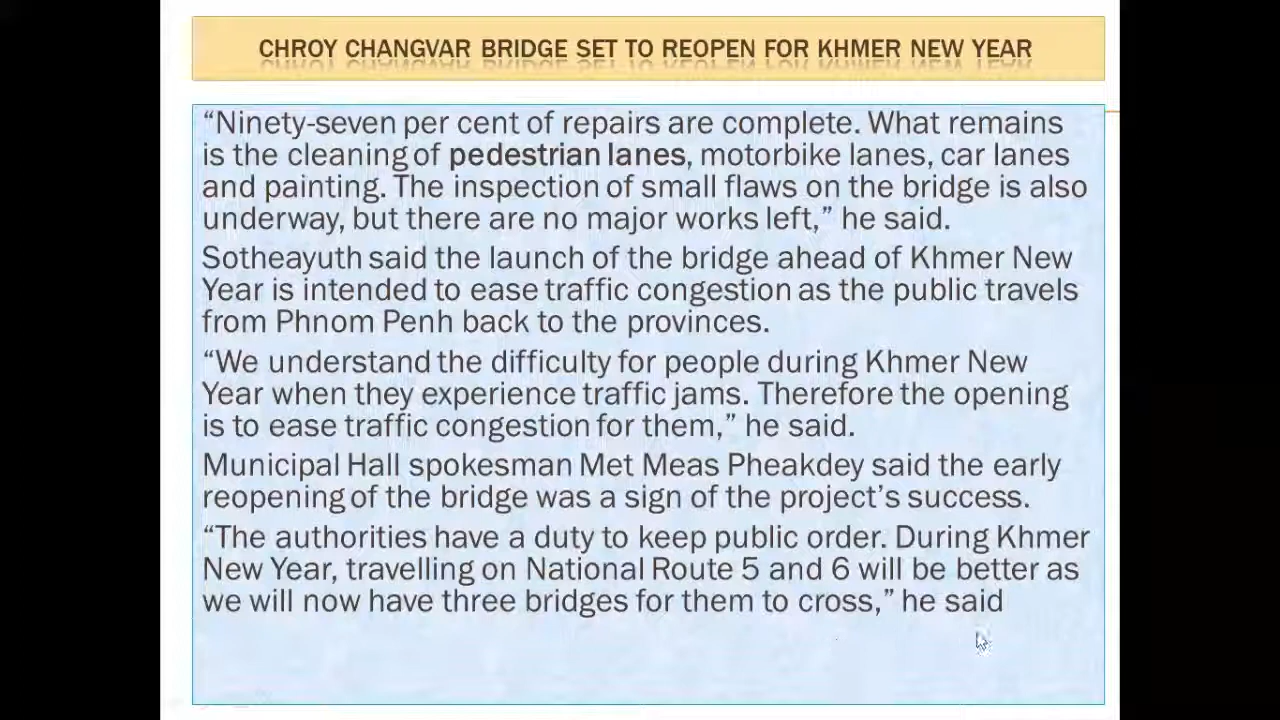 CHROY CHANGVAR BRIDGE SET TO REOPEN FOR KHMER NEW YEAR
“Ninety-seven per cent of repairs are complete. What remains
is the cleaning of pedestrian lanes, motorbike lanes, car lanes
and painting. The inspection of small flaws on the bridge is also
underway, but there are no major works left,” he said.
Sotheayuth said the launch of the bridge ahead of Khmer New
Year is intended to ease traffic congestion as the public travels
from Phnom Penh back to the provinces.
“We understand the difficulty for people during Khmer New
Year when they experience traffic jams. Therefore the opening
is to ease traffic congestion for them,” he said.
Municipal Hall spokesman Met Meas Pheakdey said the early
reopening of the bridge was a sign of the project’s success.
“The authorities have a duty to keep public order. During Khmer
New Year, travelling on National Route 5 and 6 will be better as
we will now have three bridges for them to cross,” he said